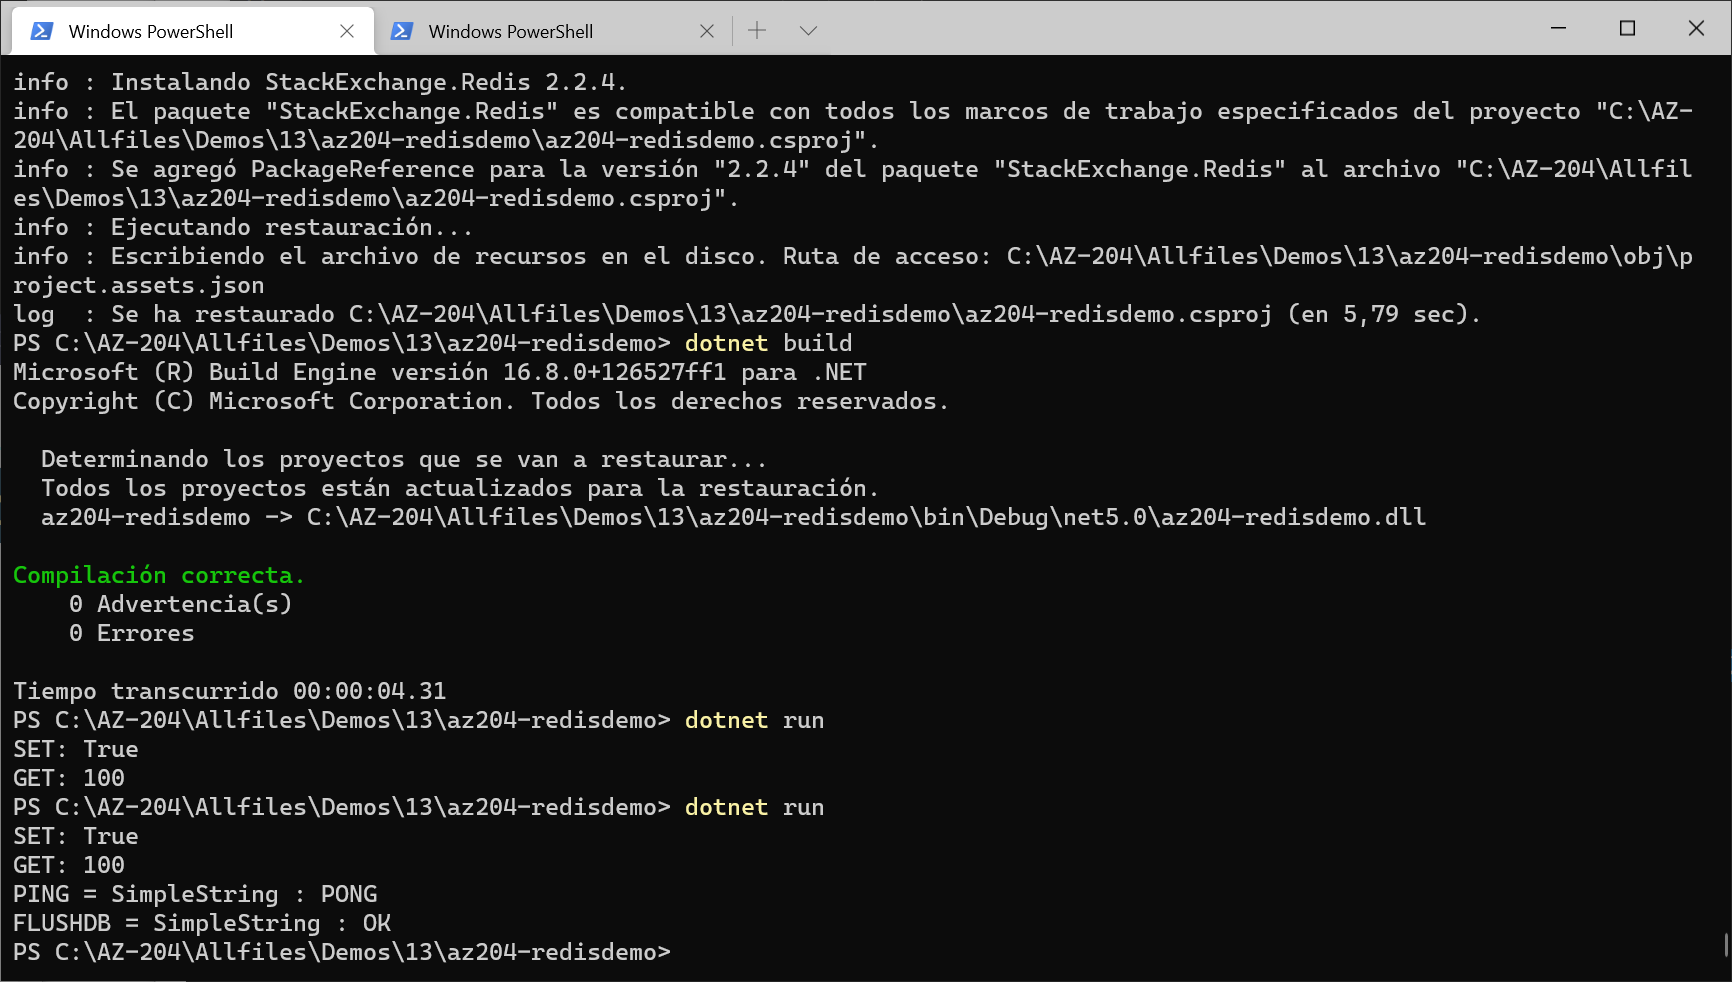 Windows PowerShell
Windows PowerShell
info : Instalando StackExchange.Redis 2.2.4.
info : El paquete "StackExchange.Redis" es compatible con todos los marcos de trabajo especificados del proyecto "C:\AZ-
204\Allfiles\Demos\13\az204-redisdemo\az204-redisdemo.csproj".
info : Se agregó PackageReference para la versión "2.2.4" del paquete "StackExchange.Redis" al archivo "C:\AZ-204\Allfil
es\Demos\13\az204-redisdemo\az204-redisdemo.csproj".
info : Ejecutando restauración...
info : Escribiendo el archivo de recursos en el disco. Ruta de acceso: C:\AZ-204\Allfiles\Demos\13\az204-redisdemo\obj\p
roject.assets.json
log  : Se ha restaurado C:\AZ-204\Allfiles\Demos\13\az204-redisdemo\az204-redisdemo.csproj (en 5,79 sec).
PS C:\AZ-204\Allfiles\Demos\13\az204-redisdemo> dotnet build
Microsoft (R) Build Engine versión 16.8.0+126527ff1 para .NET
Copyright (C) Microsoft Corporation. Todos los derechos reservados.
  Determinando los proyectos que se van a restaurar...
  Todos los proyectos están actualizados para la restauración.
  az204-redisdemo -> C:\AZ-204\Allfiles\Demos\13\az204-redisdemo\bin\Debug\net5.0\az204-redisdemo.dll
Compilación correcta.
    0 Advertencia(s)
    0 Errores
Tiempo transcurrido 00:00:04.31
PS C:\AZ-204\Allfiles\Demos\13\az204-redisdemo> dotnet run
SET: True
GET: 100
PS C:\AZ-204\Allfiles\Demos\13\az204-redisdemo> dotnet run
SET: True
GET: 100
PING = SimpleString : PONG
FLUSHDB = SimpleString : OK
PS C:\AZ-204\Allfiles\Demos\13\az204-redisdemo>